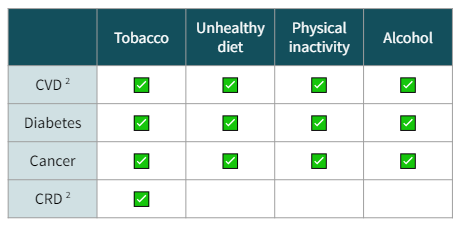 Tobacco Unhealthy diet Physical inactivity Alcohol
CVD 2 ✅ ✅ ✅ ✅
Diabetes ✅ ✅ ✅ ✅
Cancer ✅ ✅ ✅ ✅
CRD 2 ✅